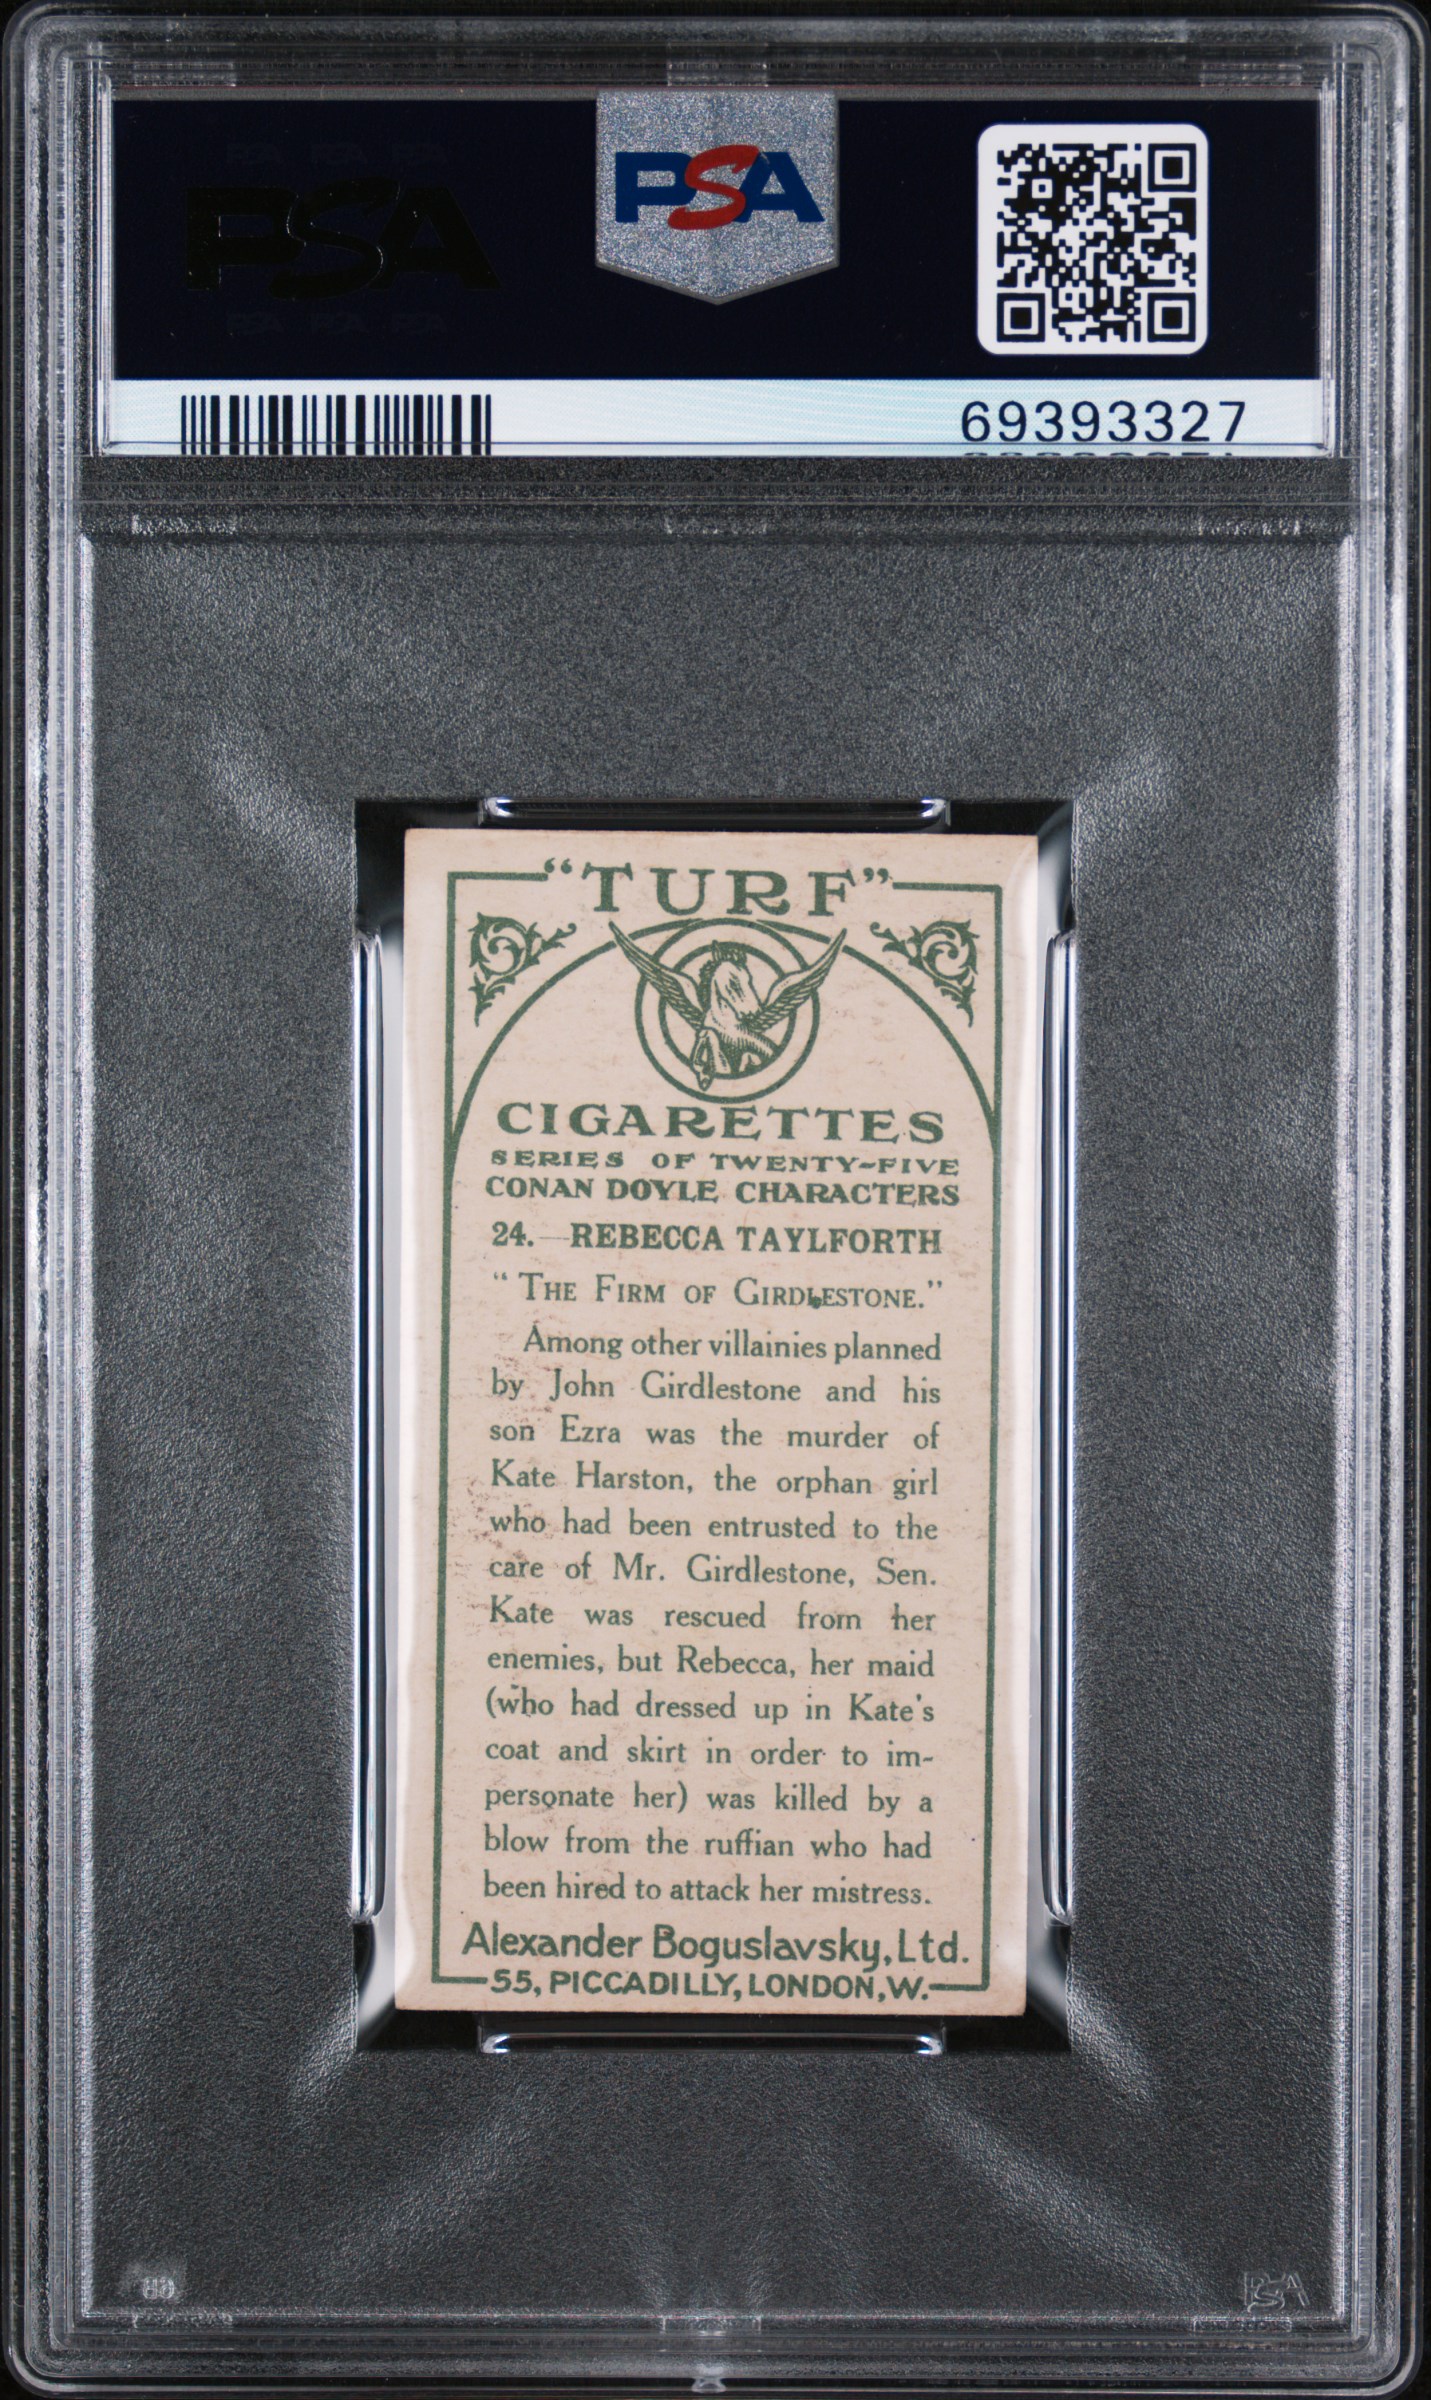 PSA
PSA
69393327
"TURF"
CIGARETTES
SERIES OF TWENTY-FIVE
CONAN DOYLE CHARACTERS
24.—REBECCA TAYLFORTH
"THE FIRM OF GIRDLESTONE."
Among other villainies planned
by John Girdlestone and his
son Ezra was the murder of
Kate Harston, the orphan girl
who had been entrusted to the
care of Mr. Girdlestone, Sen.
Kate was rescued from her
enemies, but Rebecca, her maid
(who had dressed up in Kate's
coat and skirt in order to im-
personate her) was killed by a
blow from the ruffian who had
been hired to attack her mistress.
Alexander Boguslavsky, Ltd.
55, PICCADILLY, LONDON, W.
PSA